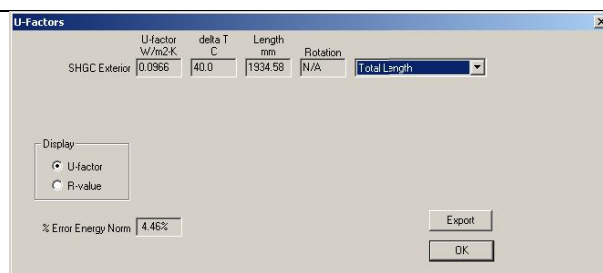 U-Factors
U-factor delta T Length
W/m2-K C mm Rotation
SHGC Exterior 0.0966 40.0 1934.58 N/A Total Length
Display
U-factor
R-value
% Error Energy Norm 4.46%
Export
OK